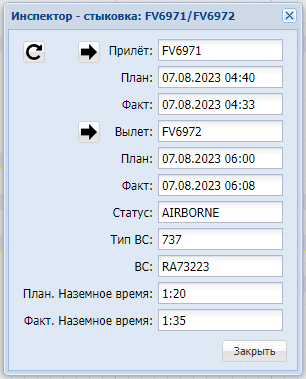 Инспектор - стыковка: FV6971/FV6972
Прилёт: FV6971
План: 07.08.2023 04:40
Факт: 07.08.2023 04:33
Вылет: FV6972
План: 07.08.2023 06:00
Факт: 07.08.2023 06:08
Статус: AIRBORNE
Тип ВС: 737
ВС: RA73223
План. Наземное время: 1:20
Факт. Наземное время: 1:35
Закрыть